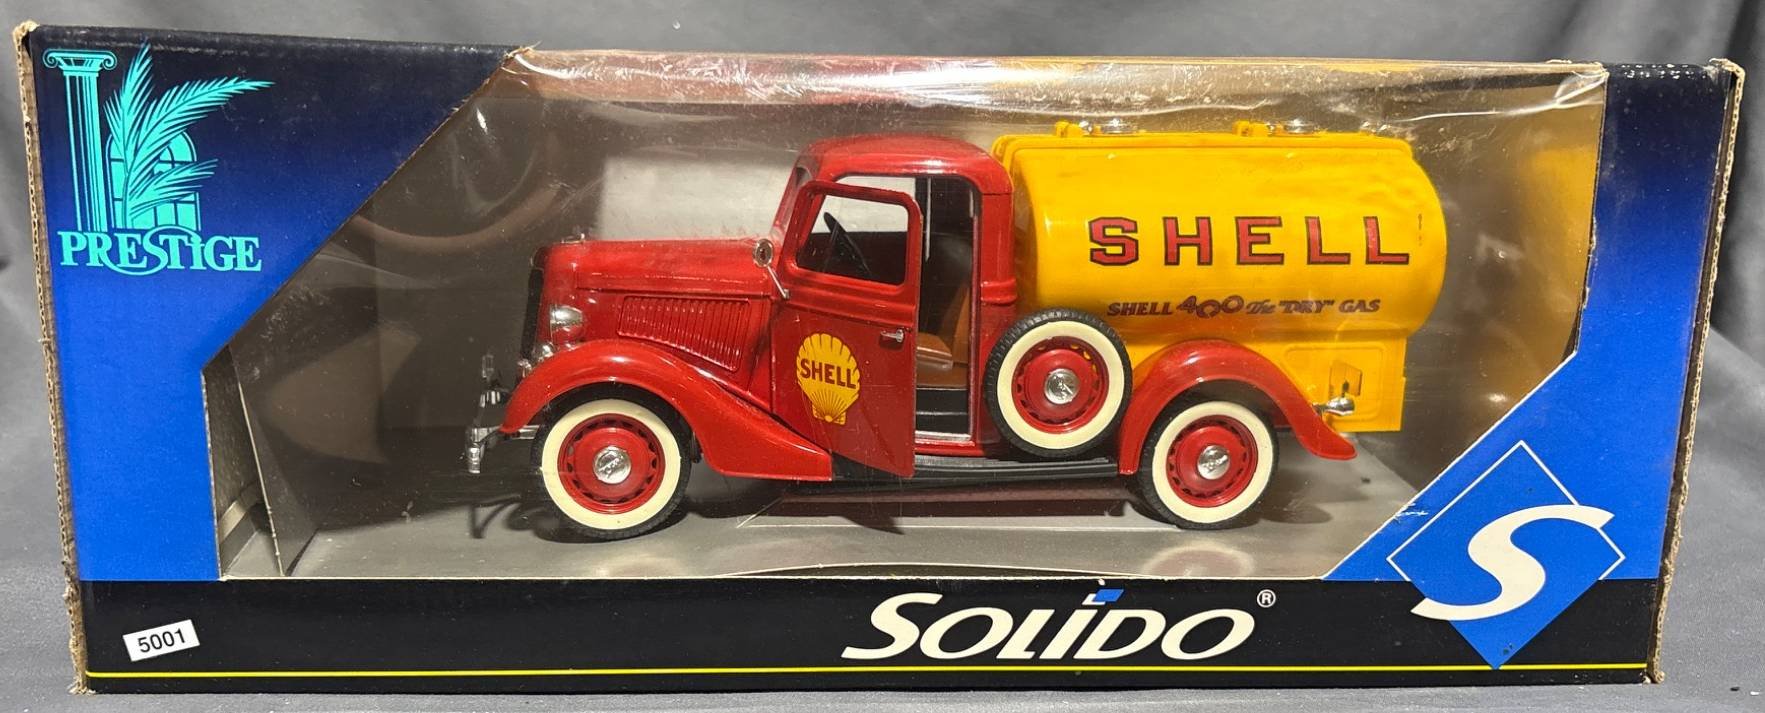 PRESTiGE
SHELL
SHELL 400 The "DRY" GAS
SHELL
5001
SOLiDO®
S